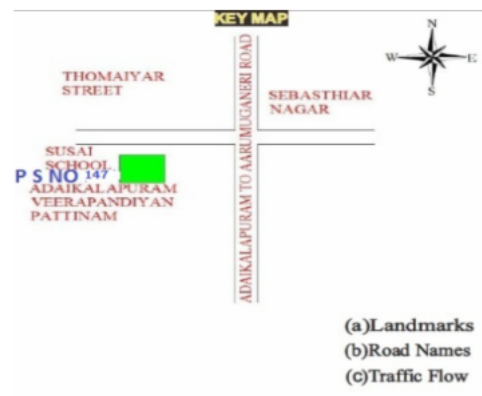 KEY MAP
N
W
E
S
THOMAIYAR
STREET
SEBASTHIAR
NAGAR
ADAIKALAPURAM TO AARUMUGANERI ROAD
SUSAI
SCHOOL
P S NO 147
ADAIKALAPURAM
VEERAPANDIYAN
PATTINAM
(a)Landmarks
(b)Road Names
(c)Traffic Flow